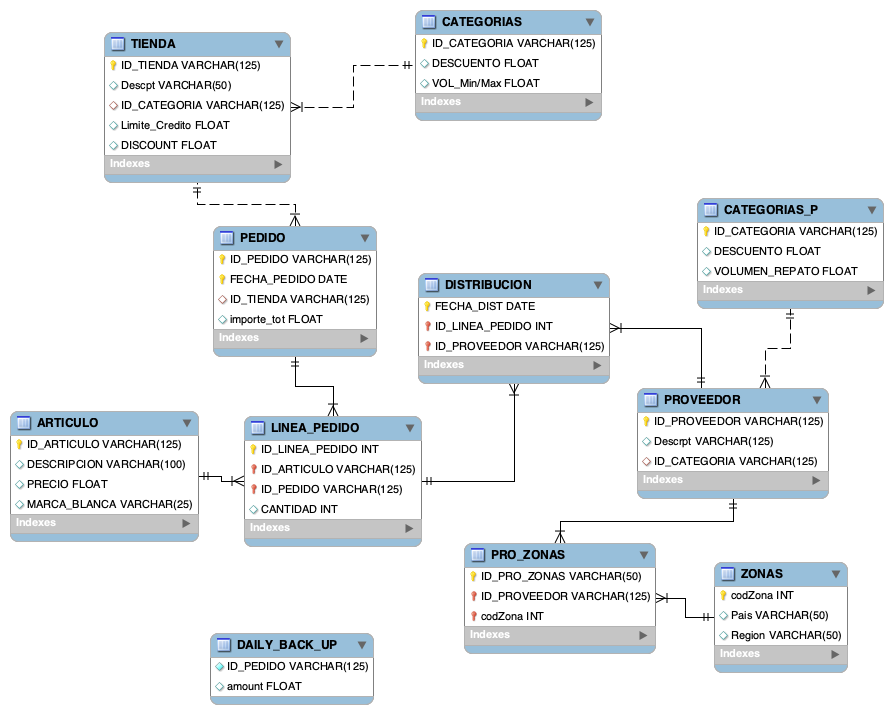 CATEGORIAS
ID_CATEGORIA VARCHAR(125)
DESCUENTO FLOAT
VOL_Min/Max FLOAT
Indexes
TIENDA
ID_TIENDA VARCHAR(125)
Descpt VARCHAR(50)
ID_CATEGORIA VARCHAR(125)
Limite_Credito FLOAT
DISCOUNT FLOAT
Indexes
CATEGORIAS_P
ID_CATEGORIA VARCHAR(125)
DESCUENTO FLOAT
VOLUMEN_REPATO FLOAT
Indexes
PEDIDO
ID_PEDIDO VARCHAR(125)
FECHA_PEDIDO DATE
ID_TIENDA VARCHAR(125)
importe_tot FLOAT
Indexes
DISTRIBUCION
FECHA_DIST DATE
ID_LINEA_PEDIDO INT
ID_PROVEEDOR VARCHAR(125)
Indexes
PROVEEDOR
ID_PROVEEDOR VARCHAR(125)
Descrpt VARCHAR(125)
ID_CATEGORIA VARCHAR(125)
Indexes
ARTICULO
ID_ARTICULO VARCHAR(125)
DESCRIPCION VARCHAR(100)
PRECIO FLOAT
MARCA_BLANCA VARCHAR(25)
Indexes
LINEA_PEDIDO
ID_LINEA_PEDIDO INT
ID_ARTICULO VARCHAR(125)
ID_PEDIDO VARCHAR(125)
CANTIDAD INT
Indexes
PRO_ZONAS
ID_PRO_ZONAS VARCHAR(50)
ID_PROVEEDOR VARCHAR(125)
codZona INT
Indexes
ZONAS
codZona INT
Pais VARCHAR(50)
Region VARCHAR(50)
Indexes
DAILY_BACK_UP
ID_PEDIDO VARCHAR(125)
amount FLOAT